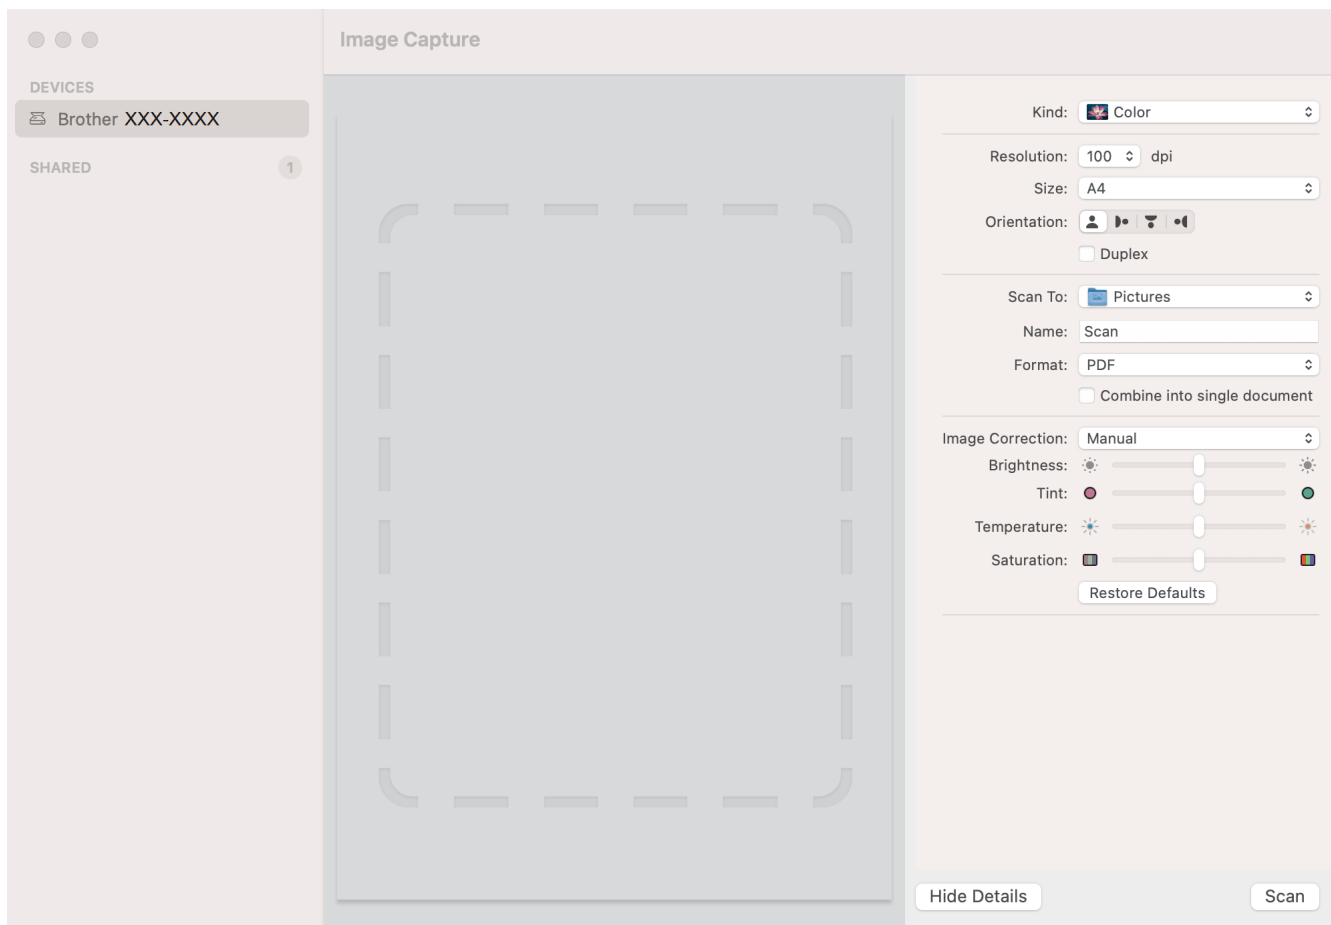 Image Capture
DEVICES
Brother XXX-XXXX
SHARED 1
Kind: Color
Resolution: 100 dpi
Size: A4
Orientation:
Duplex
Scan To: Pictures
Name: Scan
Format: PDF
Combine into single document
Image Correction: Manual
Brightness:
Tint:
Temperature:
Saturation:
Restore Defaults
Hide Details Scan